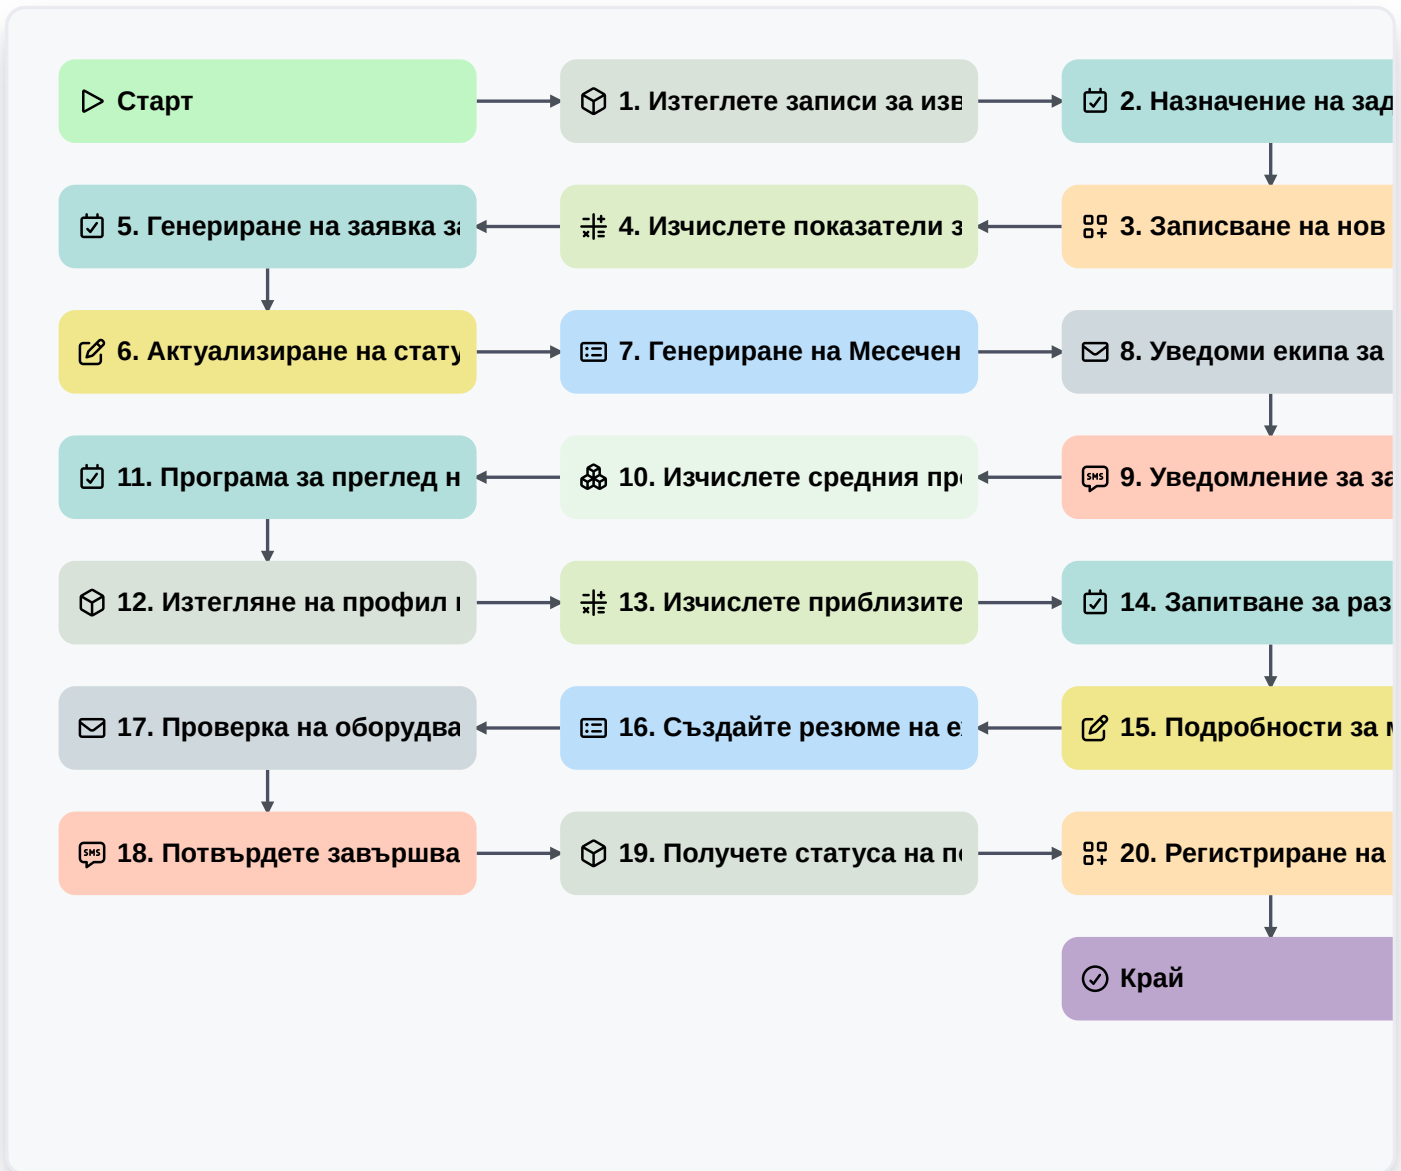 Старт
1. Изтеглете записи за изв
2. Назначение на зад
5. Генериране на заявка за
4. Изчислете показатели з
3. Записване на нов
6. Актуализиране на стату
7. Генериране на Месечен
8. Уведоми екипа за
11. Програма за преглед н
10. Изчислете средния про
9. Уведомление за за
12. Изтегляне на профил
13. Изчислете приблизите
14. Запитване за раз
17. Проверка на оборудва
16. Създайте резюме на
15. Подробности за
18. Потвърдете завършва
19. Получете статуса на по
20. Регистриране на
Край